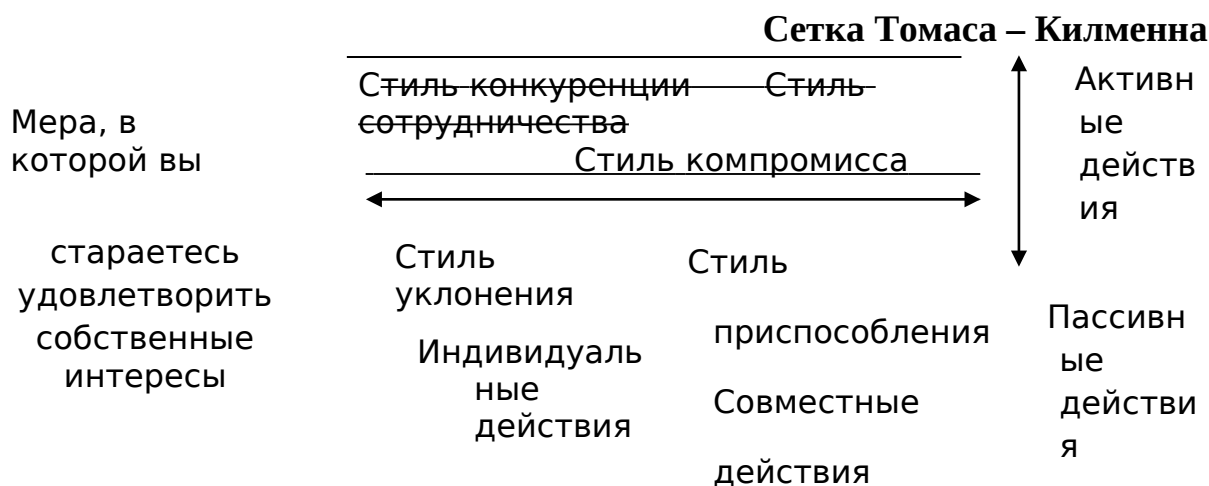 Сетка Томаса – Килменна
Стиль конкуренции Стиль
сотрудничества
Стиль компромисса
Мера, в
которой вы
стараетесь
удовлетворить
собственные
интересы
Активн
ые
действ
ия
Стиль
уклонения
Стиль
приспособления
Индивидуаль
ные
действия
Совместные
действия
Пассивн
ые
действи
я